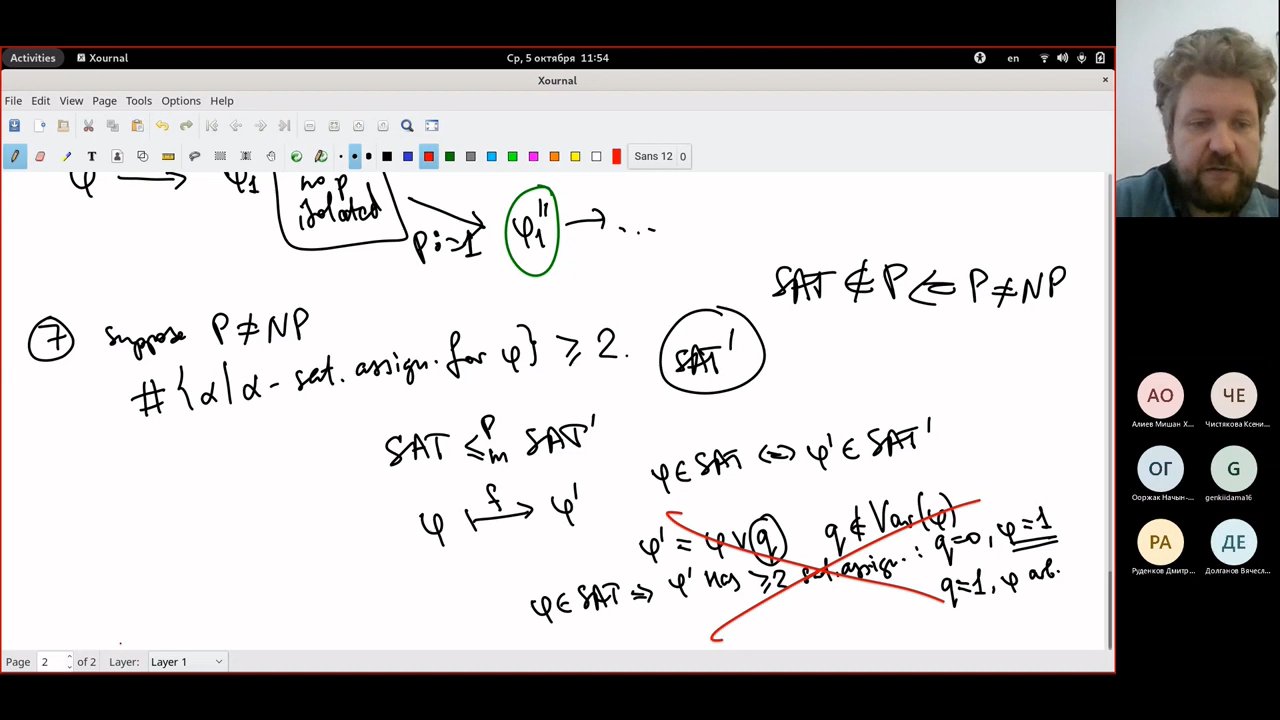 Activities
Xournal
Ср, 5 октября 11:54
en
Xournal
×
File Edit View Page Tools Options Help
Sans 12 0
φ → φ₁
no p
isolated
p:=1
φ₁'' → ...
SAT ∉ P ⇐ P ≠ NP
⑦ suppose P ≠ NP
#{α | α - sat. assign. for φ} ≥ 2.
SAT'
SAT ≤ᵖₘ SAT'
φ ∈ SAT ⇔ φ' ∈ SAT'
φ ↦ φ'
f
φ' = φ ∨ q q ∉ Var(φ)
φ ∈ SAT ⇒ φ' has ≥2 sat. assign.: q=0, φ=1
q=1, φ arb.
Page 2 of 2 Layer: Layer 1
АО
Алиев Мишан Х...
ЧЕ
Чистякова Ксени...
ОГ
Ооржак Начын-...
G
genkiidama16
РА
Руденков Дмитр...
ДЕ
Долганов Вячесл...